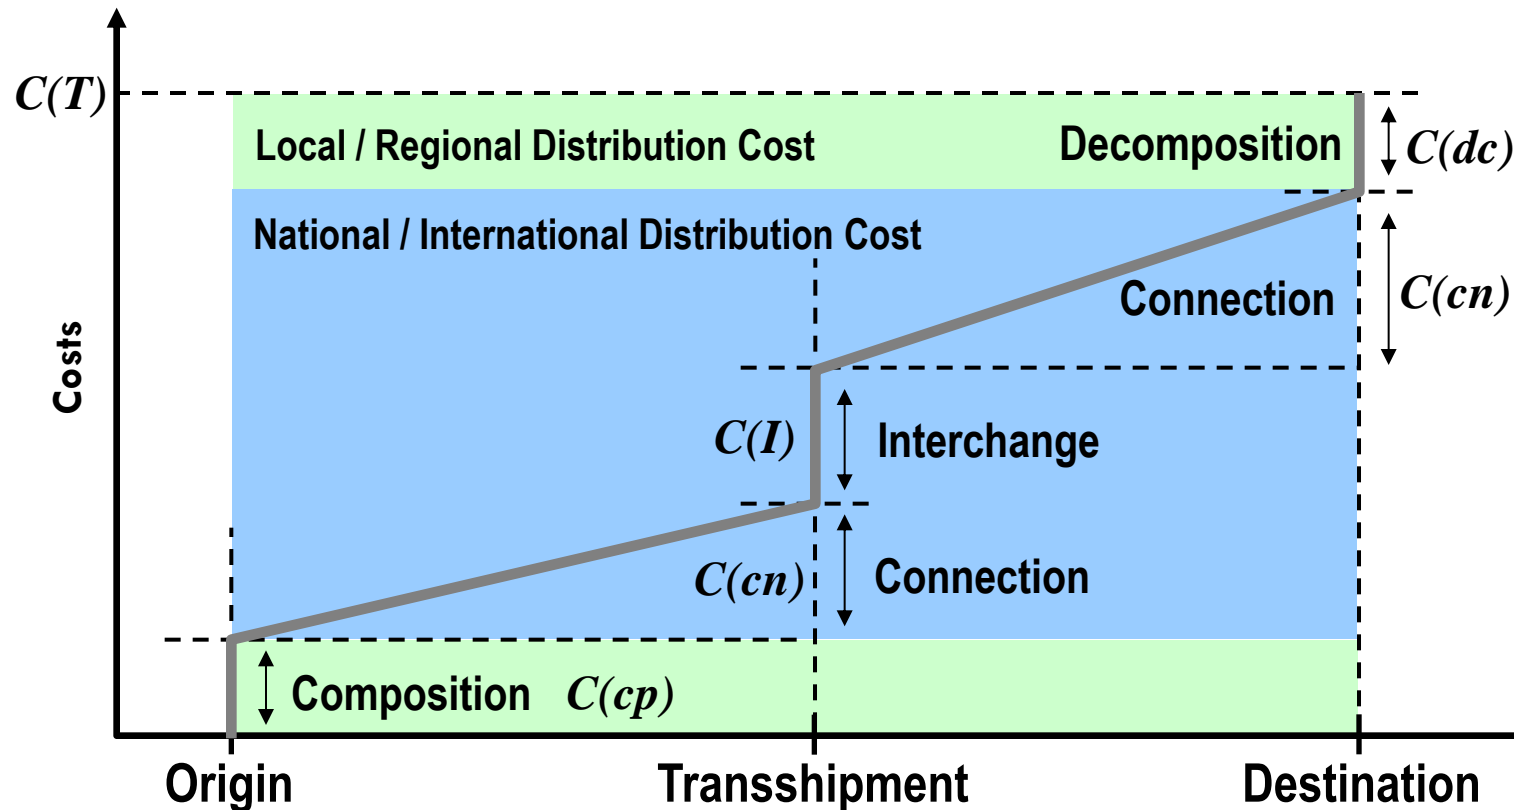 C(T)
Local / Regional Distribution Cost
Decomposition
C(dc)
National / International Distribution Cost
Connection
C(cn)
Costs
C(I)
Interchange
C(cn)
Connection
Composition C(cp)
Origin
Transshipment
Destination